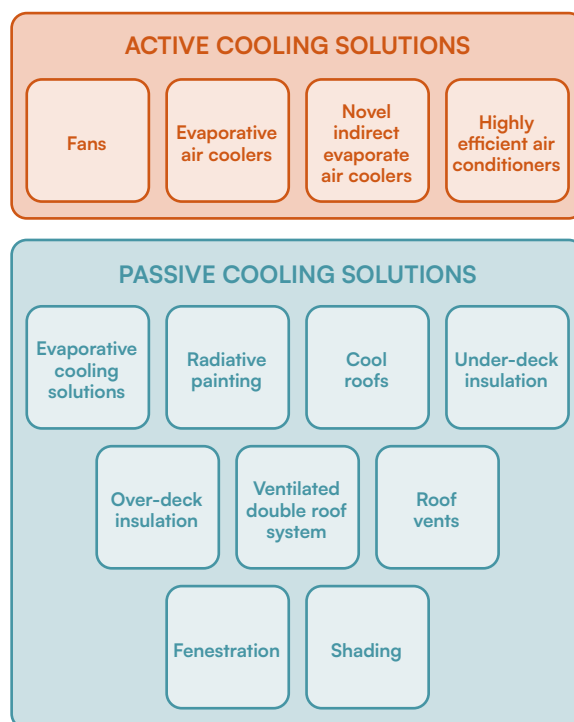 ACTIVE COOLING SOLUTIONS
Fans
Evaporative
air coolers
Novel
indirect
evaporate
air coolers
Highly
efficient air
conditioners
PASSIVE COOLING SOLUTIONS
Evaporative
cooling
solutions
Radiative
painting
Cool
roofs
Under-deck
insulation
Over-deck
insulation
Ventilated
double roof
system
Roof
vents
Fenestration
Shading